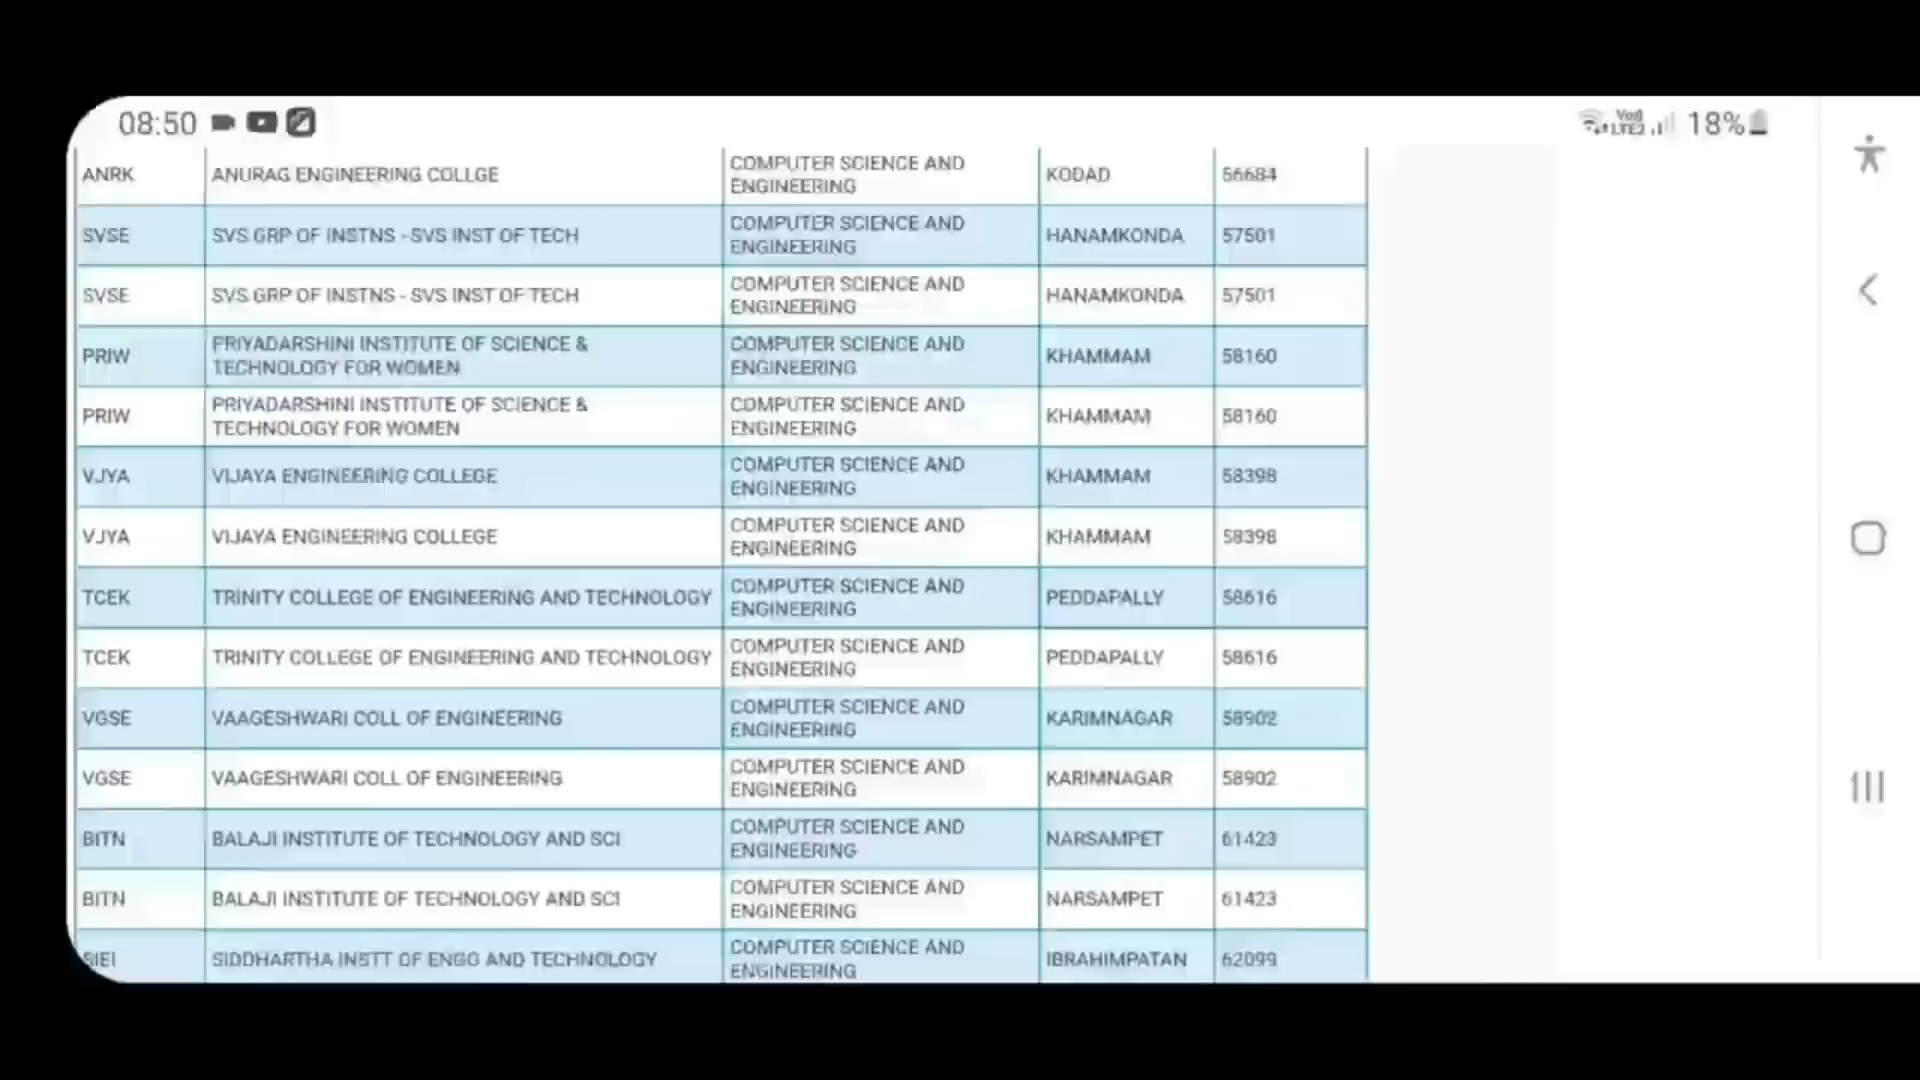 08:50 Vo) LTE2 18%
ANRK ANURAG ENGINEERING COLLGE COMPUTER SCIENCE AND ENGINEERING KODAD 56684
SVSE SVS GRP OF INSTNS - SVS INST OF TECH COMPUTER SCIENCE AND ENGINEERING HANAMKONDA 57501
SVSE SVS GRP OF INSTNS - SVS INST OF TECH COMPUTER SCIENCE AND ENGINEERING HANAMKONDA 57501
PRIW PRIYADARSHINI INSTITUTE OF SCIENCE & TECHNOLOGY FOR WOMEN COMPUTER SCIENCE AND ENGINEERING KHAMMAM 58160
PRIW PRIYADARSHINI INSTITUTE OF SCIENCE & TECHNOLOGY FOR WOMEN COMPUTER SCIENCE AND ENGINEERING KHAMMAM 58160
VJYA VIJAYA ENGINEERING COLLEGE COMPUTER SCIENCE AND ENGINEERING KHAMMAM 58398
VJYA VIJAYA ENGINEERING COLLEGE COMPUTER SCIENCE AND ENGINEERING KHAMMAM 58398
TCEK TRINITY COLLEGE OF ENGINEERING AND TECHNOLOGY COMPUTER SCIENCE AND ENGINEERING PEDDAPALLY 58616
TCEK TRINITY COLLEGE OF ENGINEERING AND TECHNOLOGY COMPUTER SCIENCE AND ENGINEERING PEDDAPALLY 58616
VGSE VAAGESHWARI COLL OF ENGINEERING COMPUTER SCIENCE AND ENGINEERING KARIMNAGAR 58902
VGSE VAAGESHWARI COLL OF ENGINEERING COMPUTER SCIENCE AND ENGINEERING KARIMNAGAR 58902
BITN BALAJI INSTITUTE OF TECHNOLOGY AND SCI COMPUTER SCIENCE AND ENGINEERING NARSAMPET 61423
BITN BALAJI INSTITUTE OF TECHNOLOGY AND SCI COMPUTER SCIENCE AND ENGINEERING NARSAMPET 61423
SIEI SIDDHARTHA INSTT OF ENGG AND TECHNOLOGY COMPUTER SCIENCE AND ENGINEERING IBRAHIMPATAN 62099